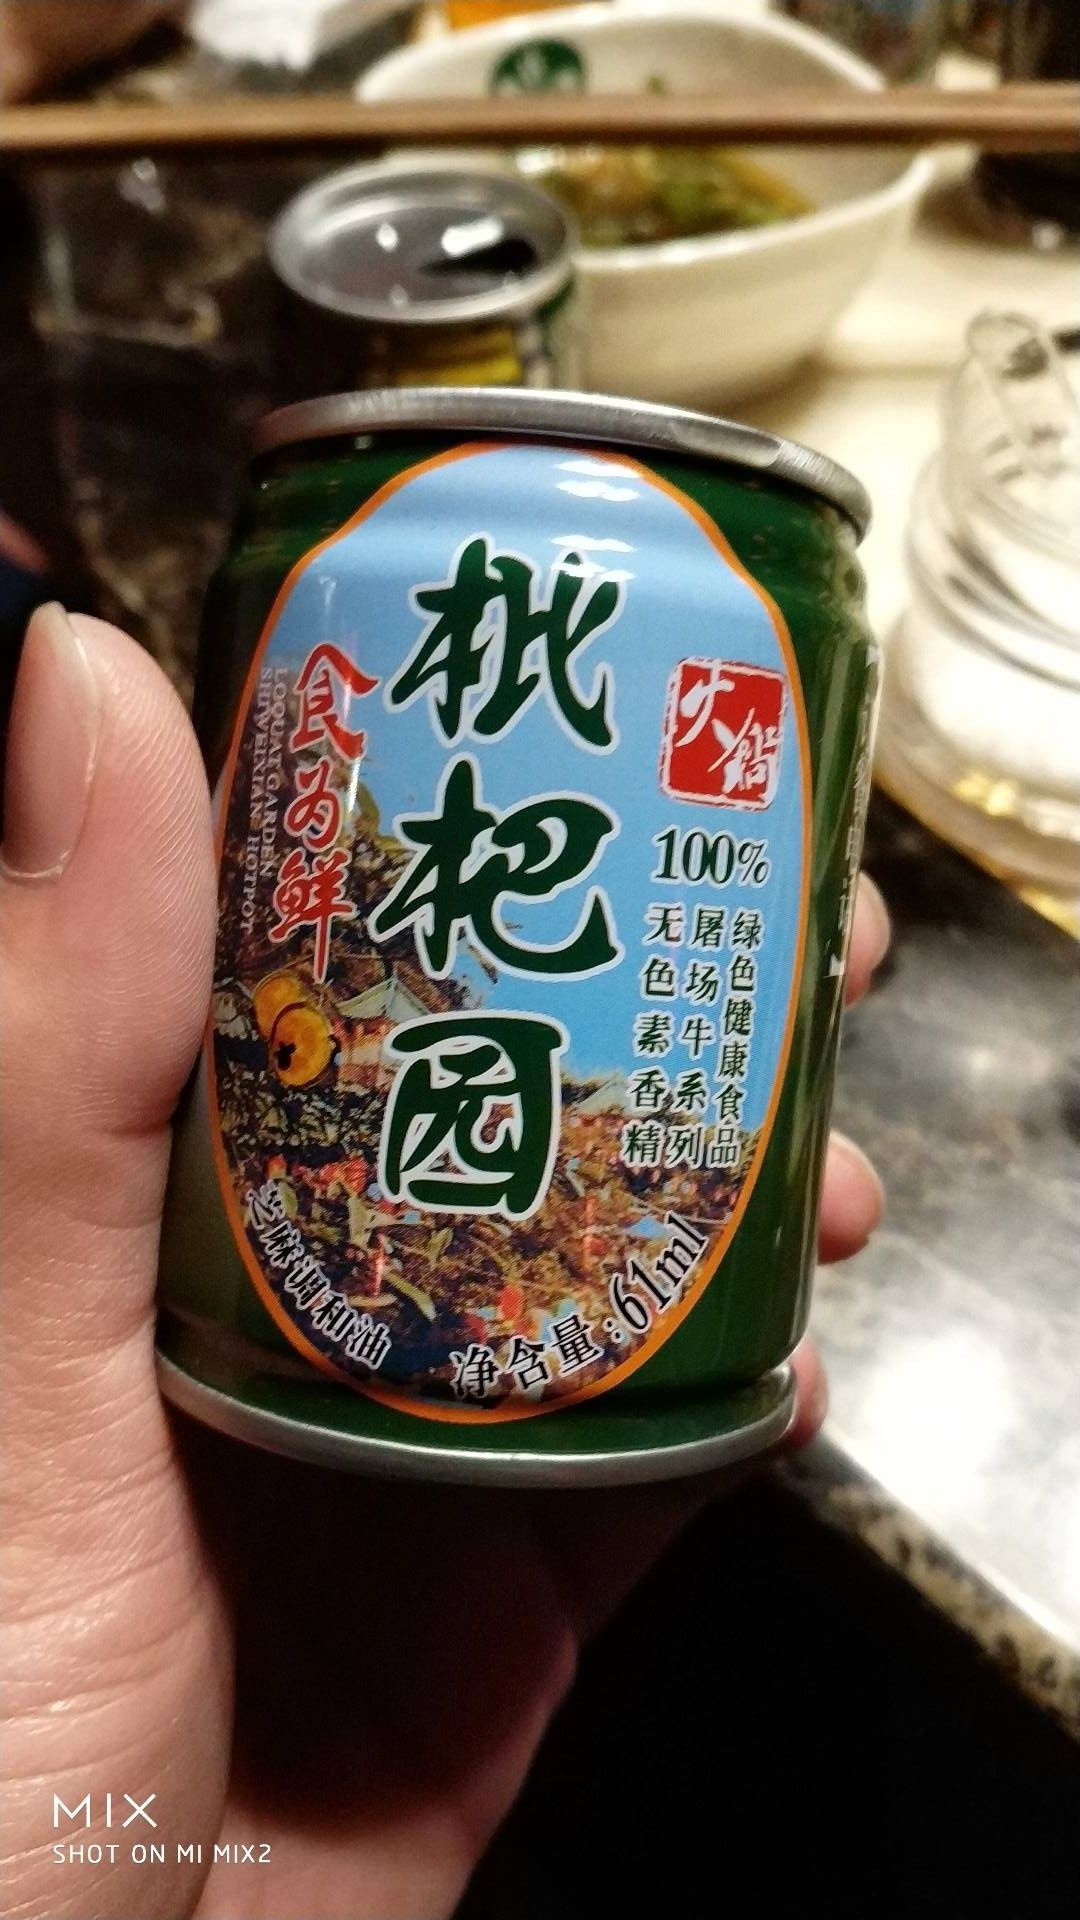 枇杷园
食为鲜
LOQUAT GARDEN
SHIWEIXIAN HOTPOT
火锅
100%
绿色健康食品
屠场牛系列
无色素香精
芝麻调和油
净含量:61ml
MIX
SHOT ON MI MIX2